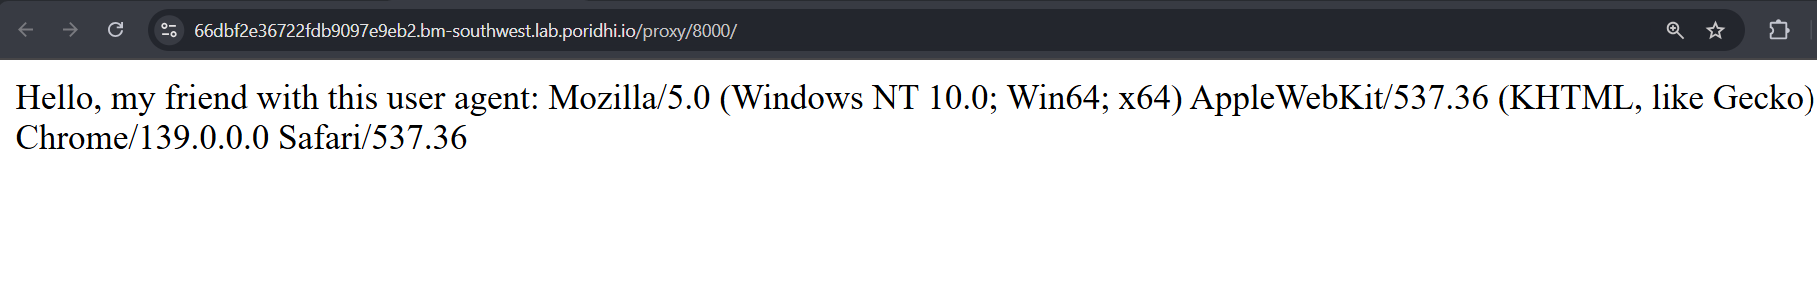 66dbf2e36722fdb9097e9eb2.bm-southwest.lab.poridhi.io/proxy/8000/
Hello, my friend with this user agent: Mozilla/5.0 (Windows NT 10.0; Win64; x64) AppleWebKit/537.36 (KHTML, like Gecko)
Chrome/139.0.0.0 Safari/537.36